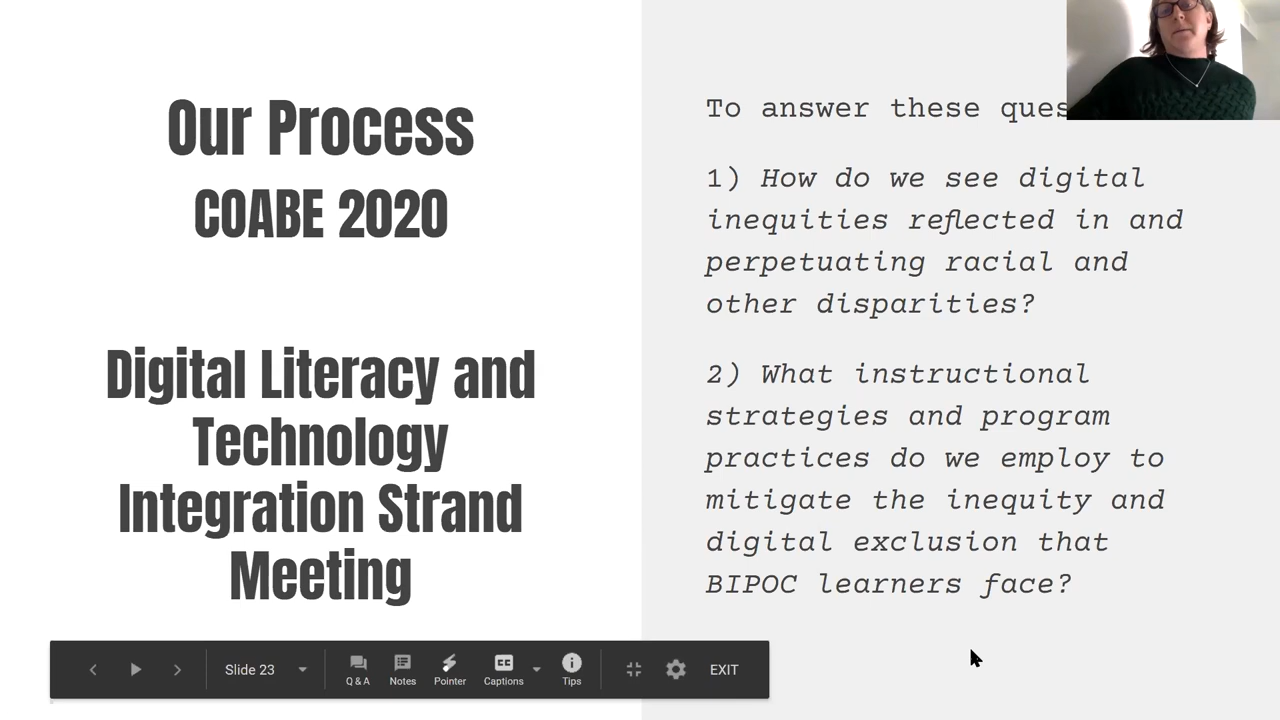 Our Process
COABE 2020
Digital Literacy and
Technology
Integration Strand
Meeting
To answer these
1) How do we see digital
inequities reflected in and
perpetuating racial and
other disparities?
2) What instructional
strategies and program
practices do we employ to
mitigate the inequity and
digital exclusion that
BIPOC learners face?
Slide 23
Q & A
Notes
Pointer
CC
Captions
Tips
EXIT